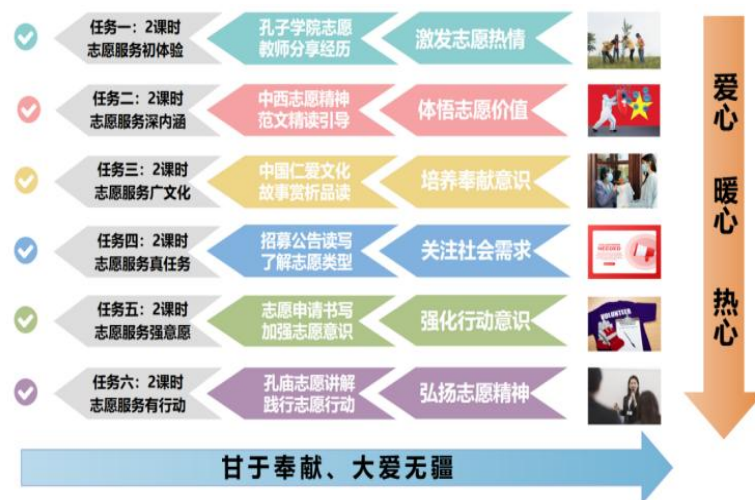 任务一：2课时
志愿服务初体验
孔子学院志愿
教师分享经历
激发志愿热情
任务二：2课时
志愿服务深内涵
中西志愿精神
范文精读引导
体悟志愿价值
任务三：2课时
志愿服务广文化
中国仁爱文化
故事赏析品读
培养奉献意识
任务四：2课时
志愿服务真任务
招募公告读写
了解志愿类型
关注社会需求
任务五：2课时
志愿服务强意愿
志愿申请书写
加强志愿意识
强化行动意识
VOLUNTEER
任务六：2课时
志愿服务有行动
孔庙志愿讲解
践行志愿行动
弘扬志愿精神
爱心
暖心
热心
甘于奉献、大爱无疆